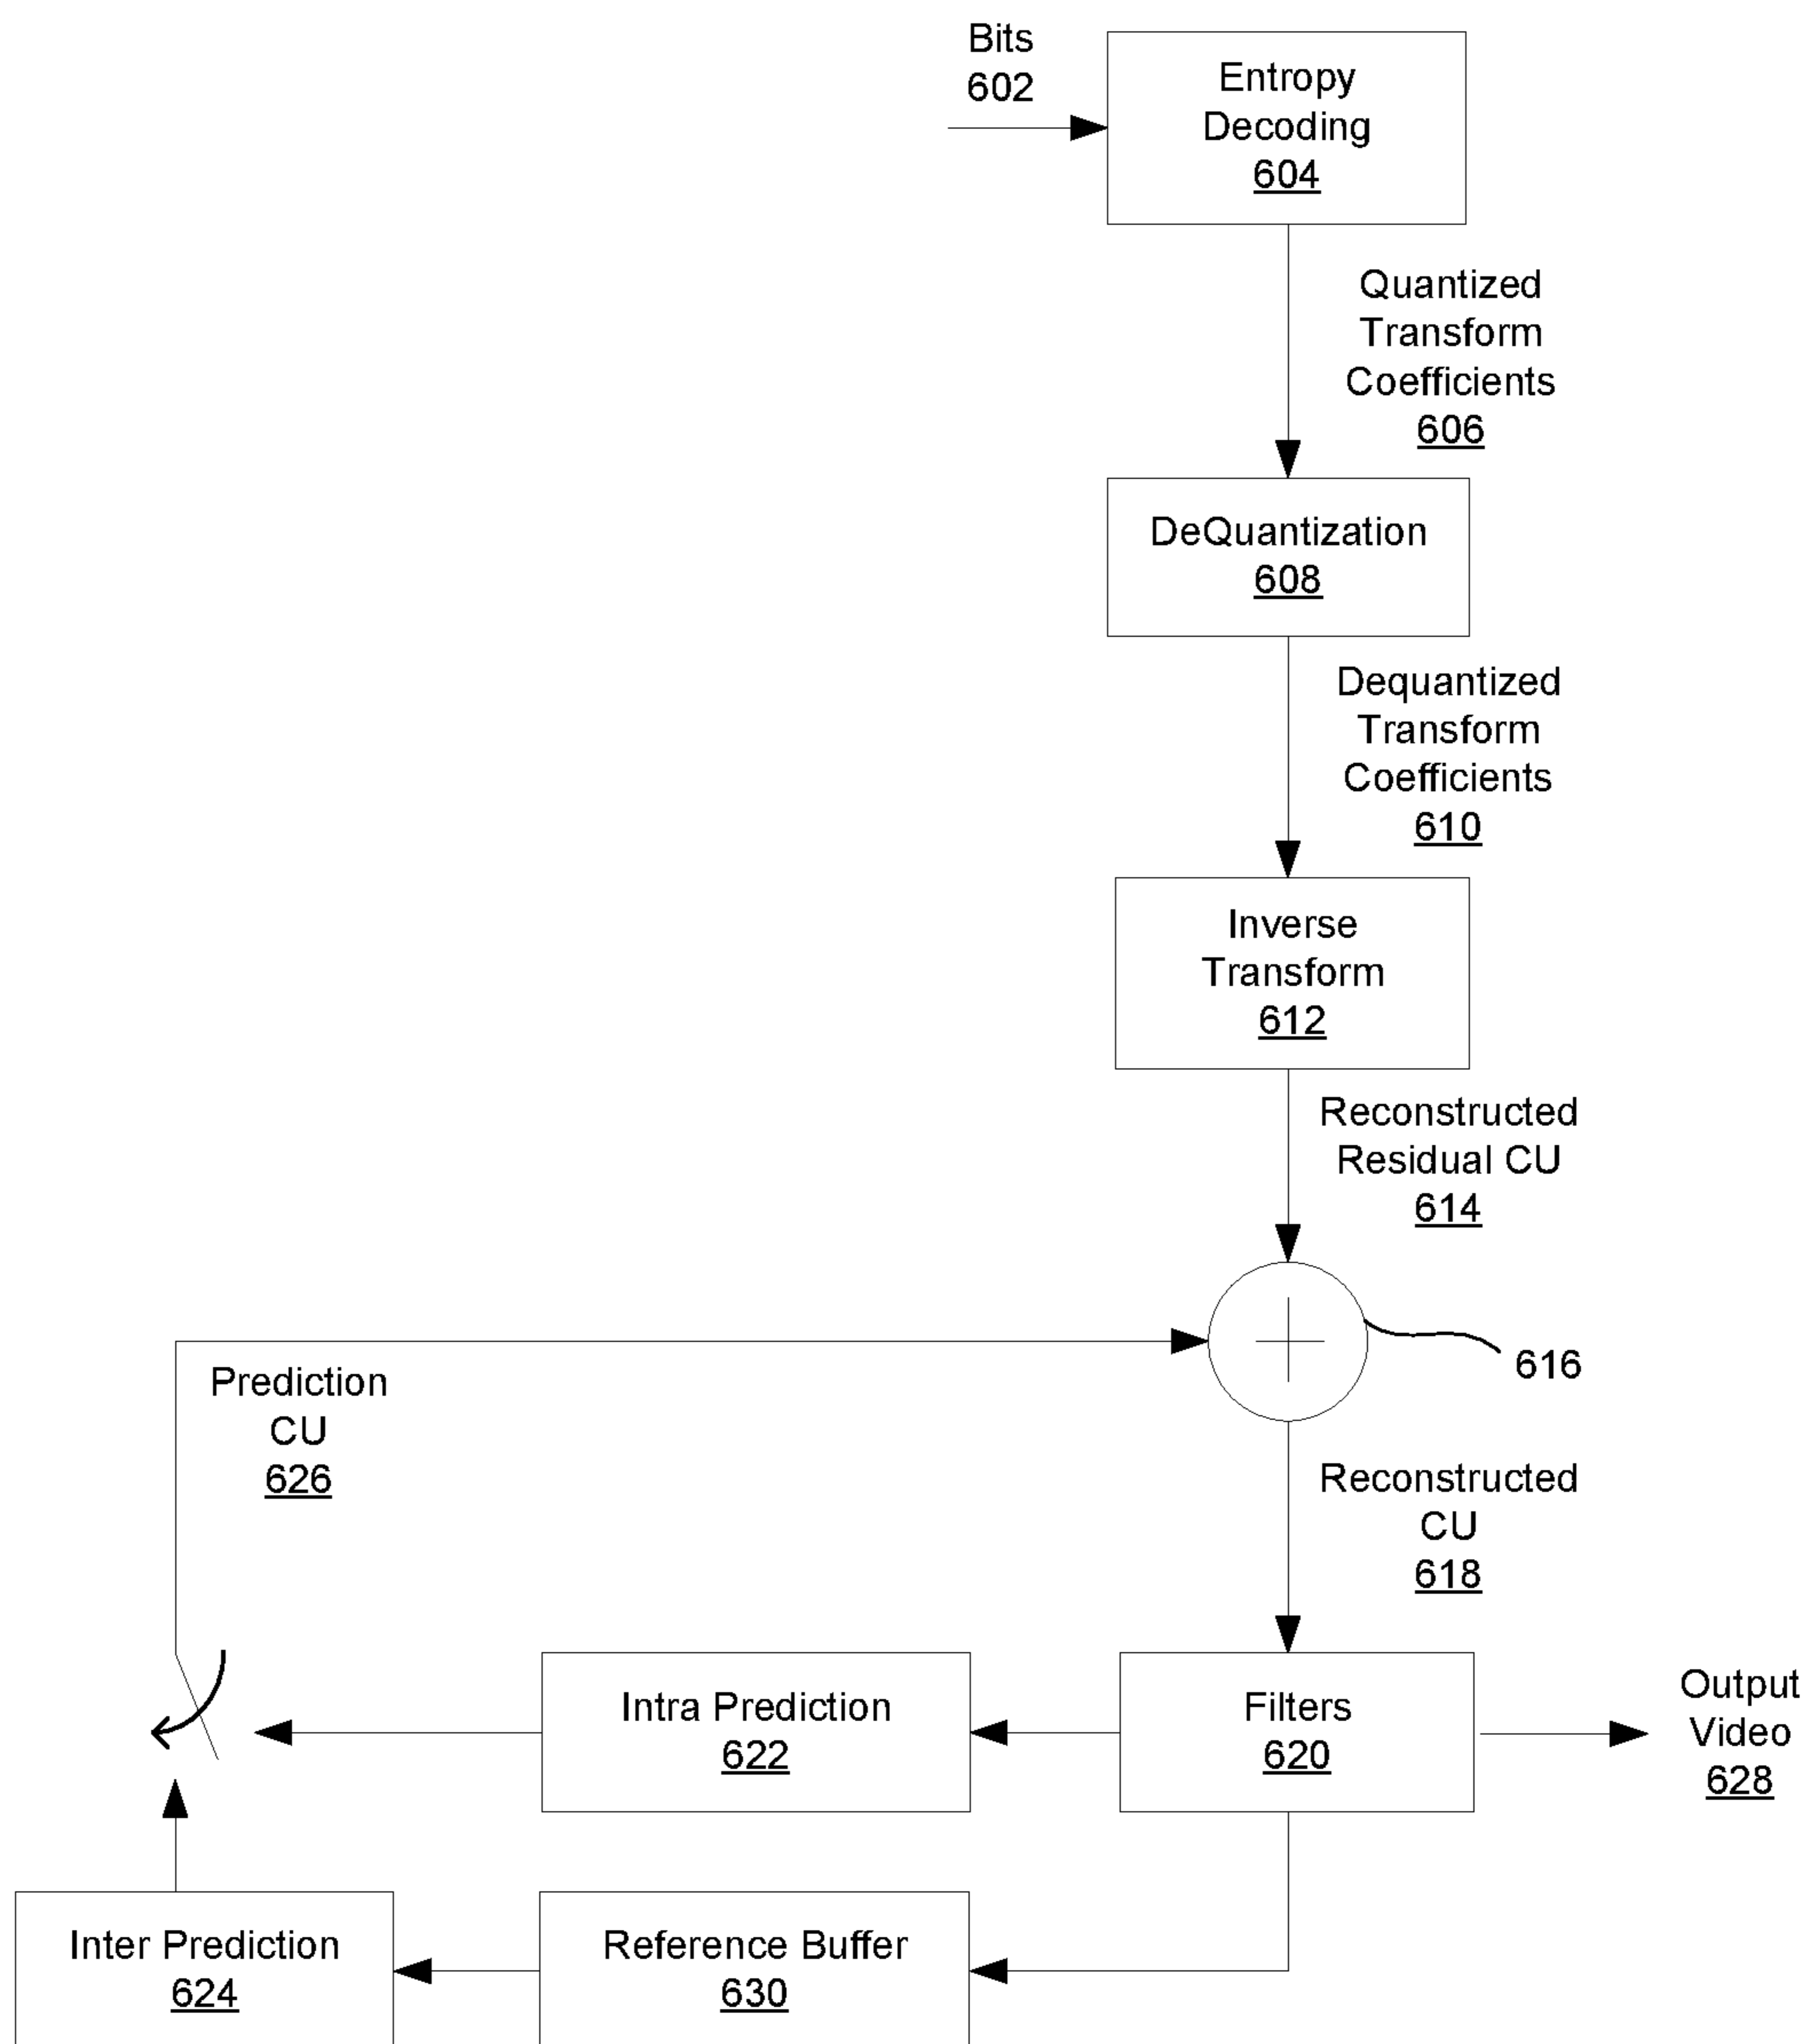 Bits
602
Entropy
Decoding
604
Quantized
Transform
Coefficients
606
DeQuantization
608
Dequantized
Transform
Coefficients
610
Inverse
Transform
612
Reconstructed
Residual CU
614
616
Prediction
CU
626
Reconstructed
CU
618
Intra Prediction
622
Filters
620
Output
Video
628
Inter Prediction
624
Reference Buffer
630